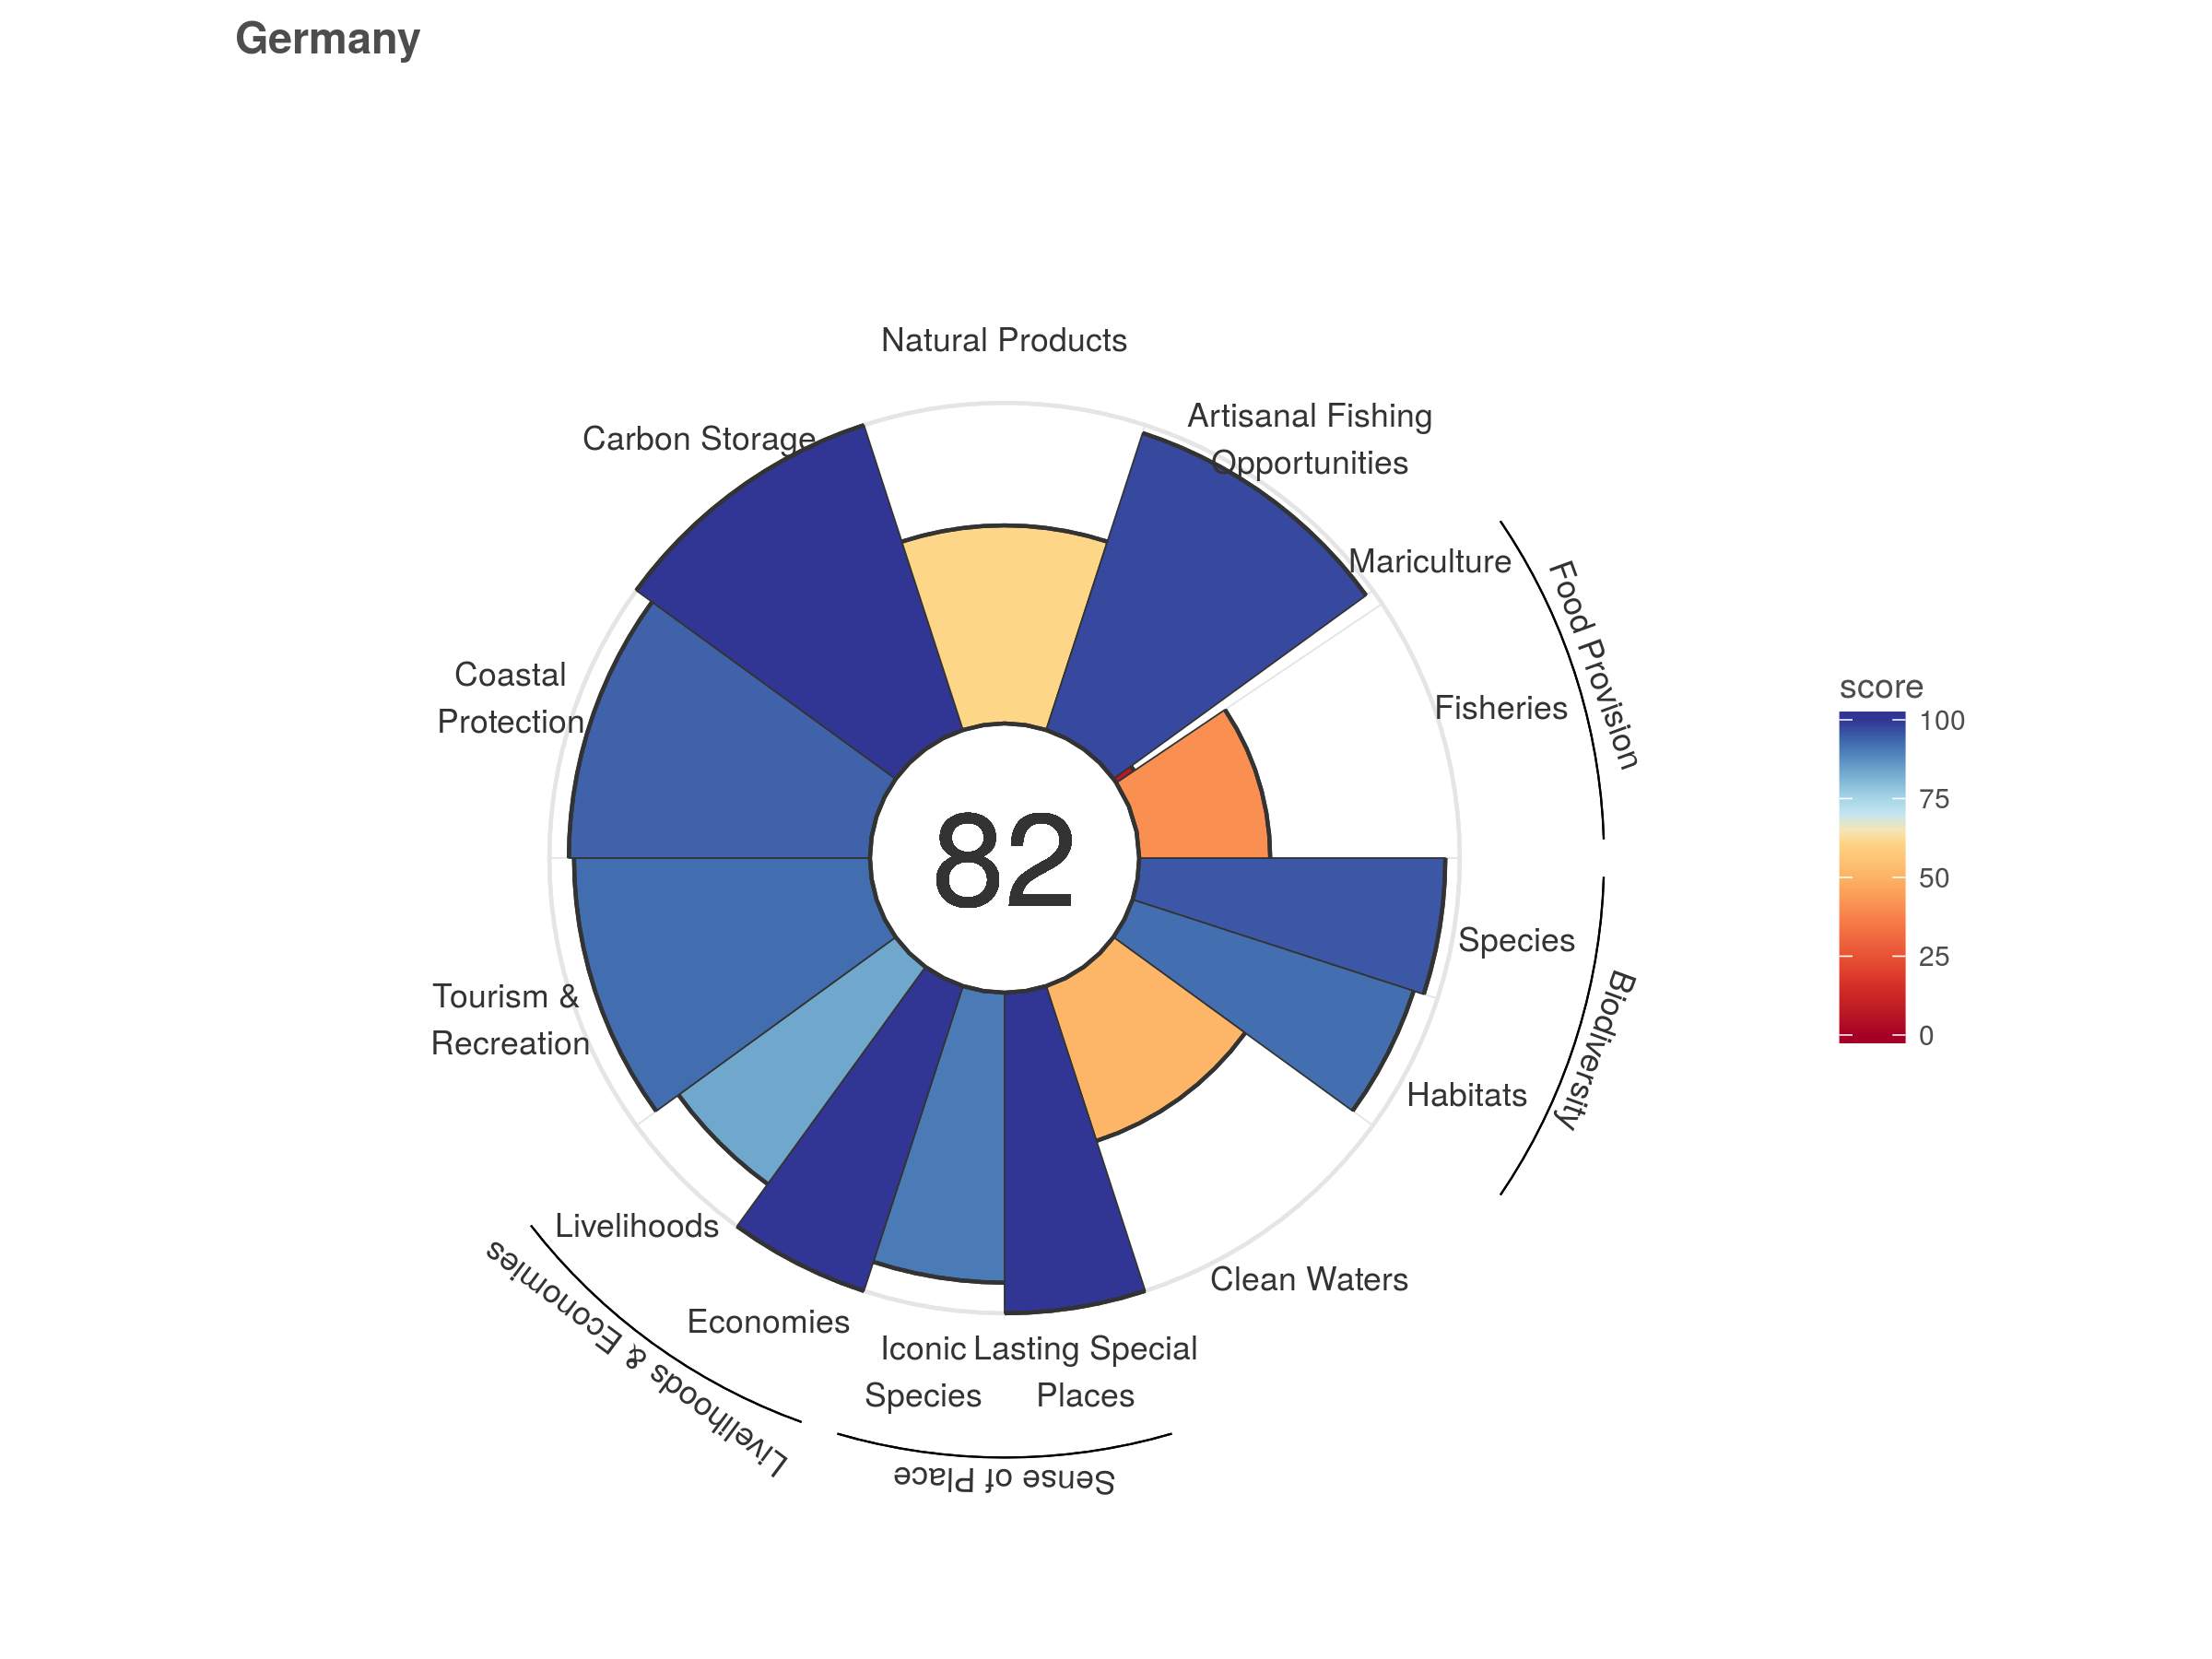 Germany
Natural Products
Artisanal Fishing
Opportunities
Carbon Storage
Mariculture
Food Provision
Fisheries
Coastal
Protection
82
score
100
75
50
25
0
Species
Biodiversity
Habitats
Tourism &
Recreation
Livelihoods
Livelihoods & Economies
Economies
Clean Waters
Iconic
Species
Lasting Special
Places
Sense of Place